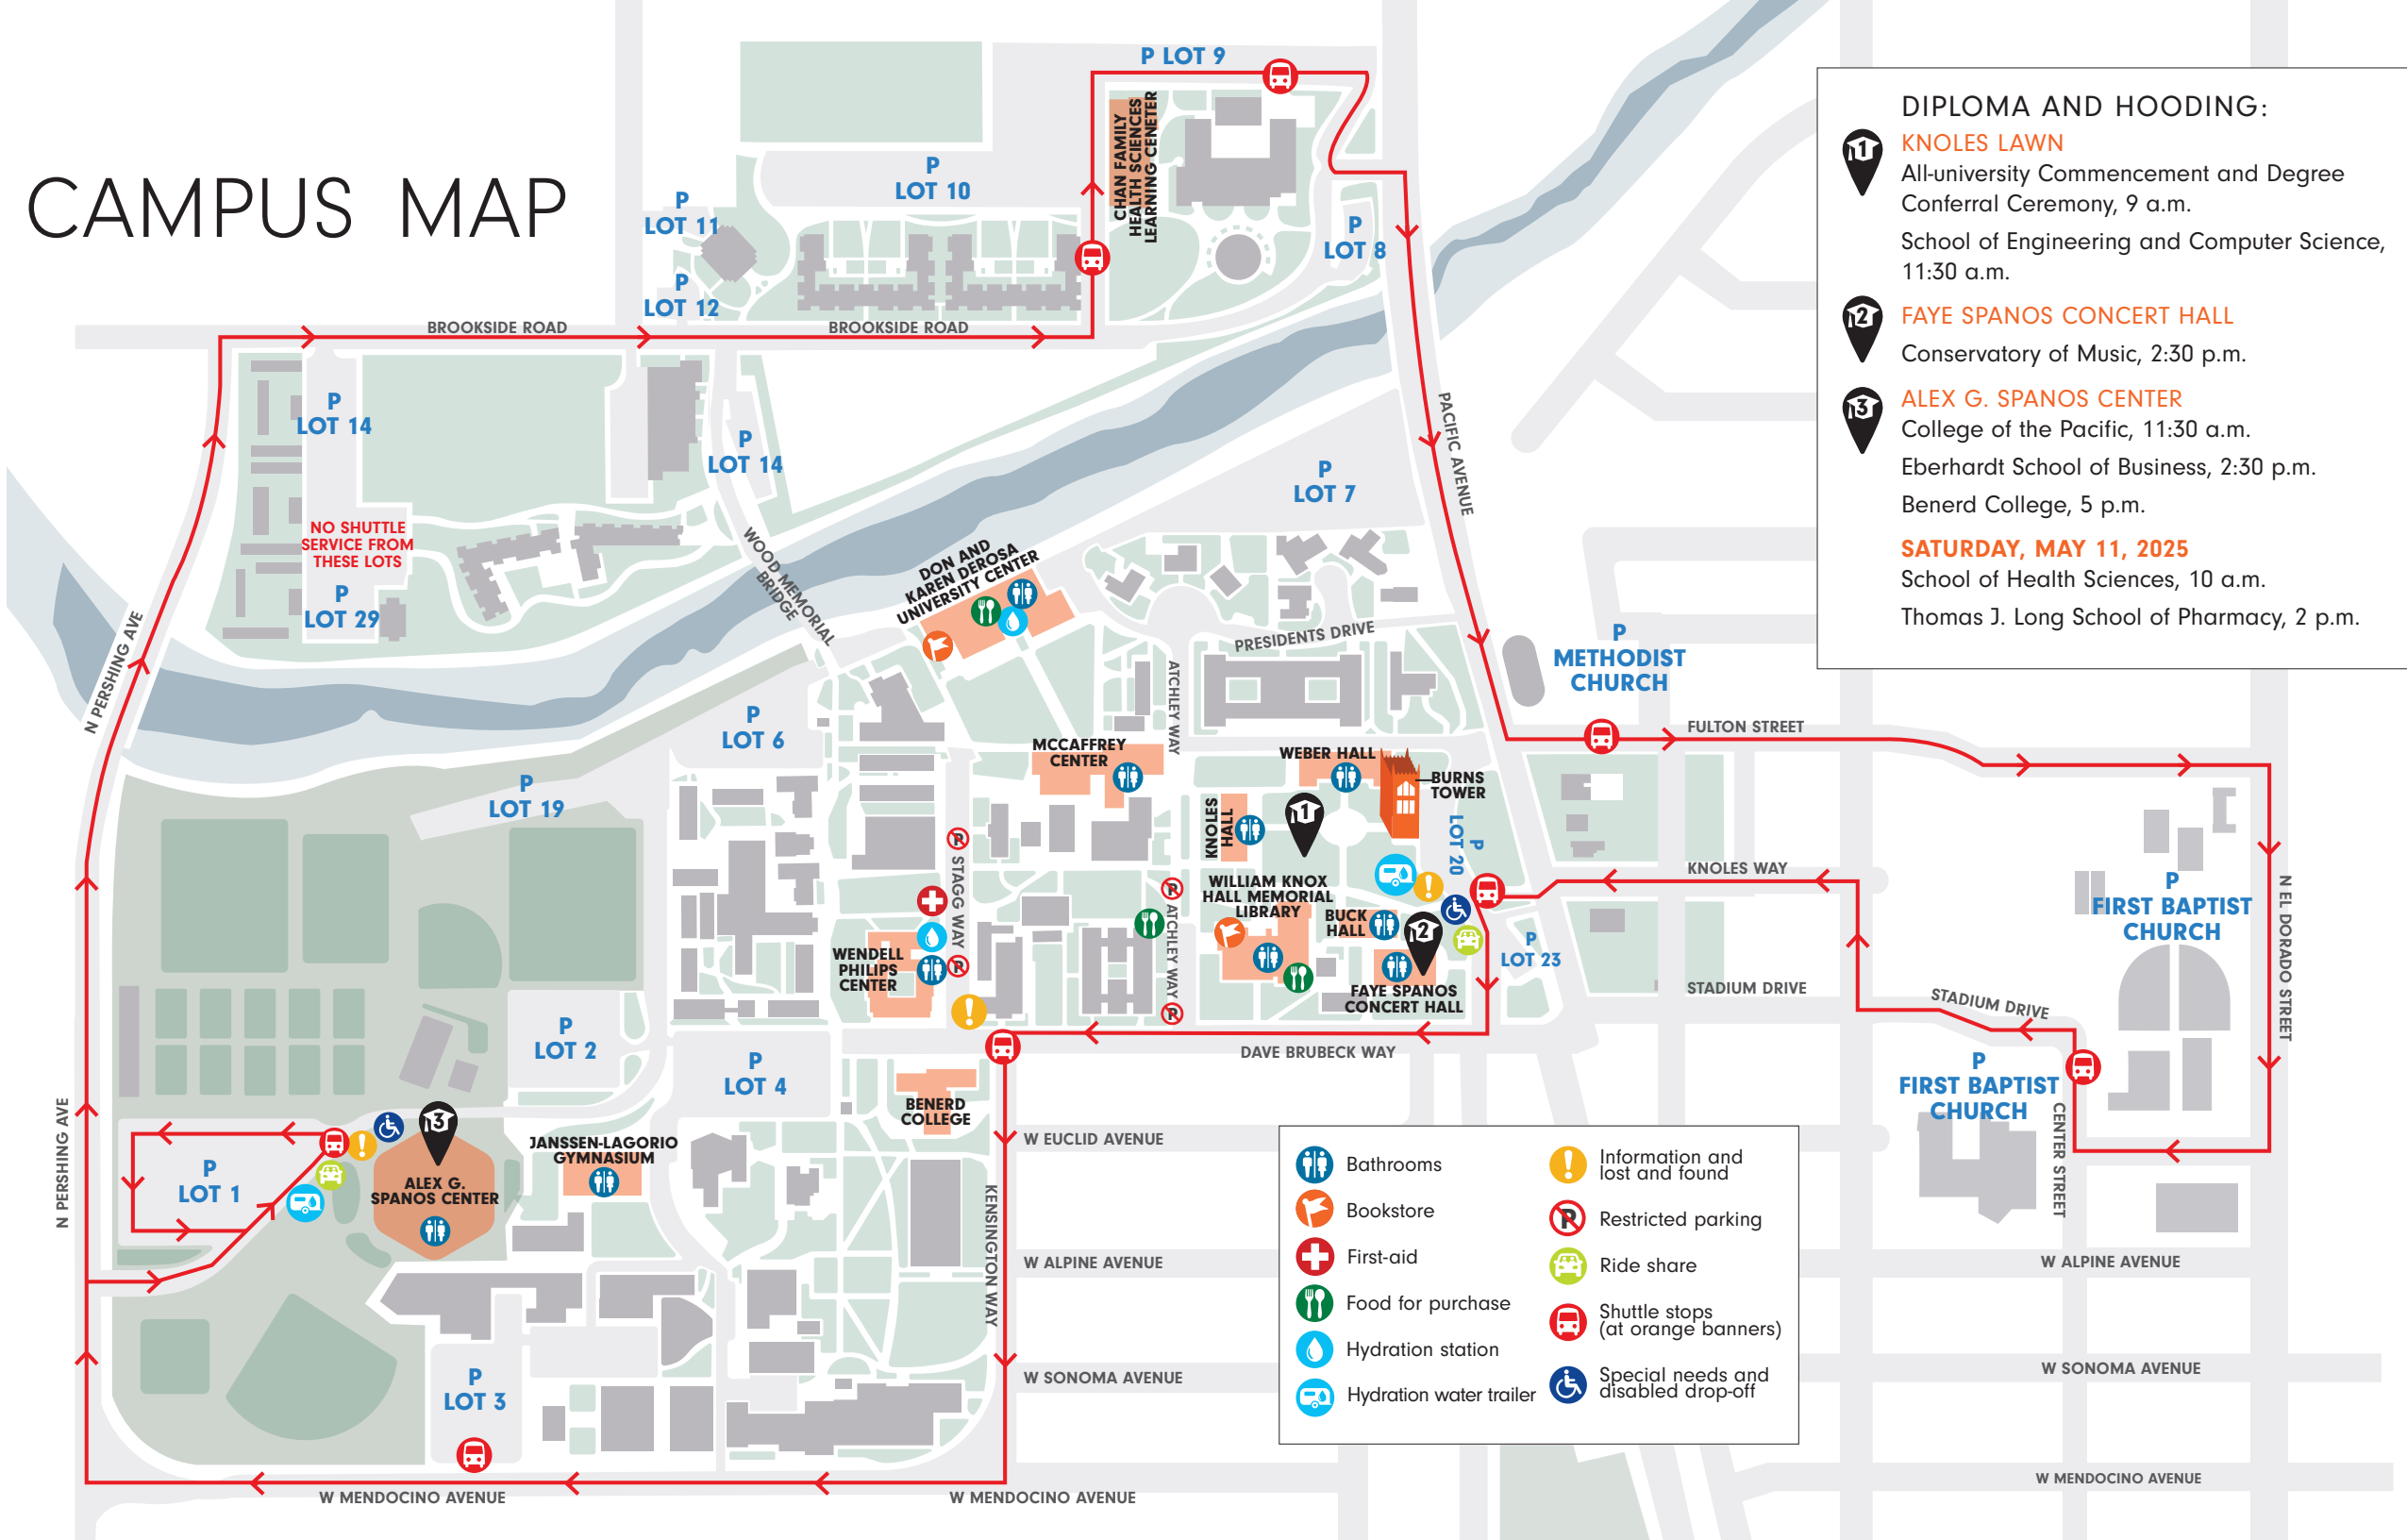 CAMPUS MAP
P LOT 9
CHAN FAMILY
HEALTH SCIENCES
LEARNING CENETER
P
LOT 10
P
LOT 11
P
LOT 12
P
LOT 8
BROOKSIDE ROAD
BROOKSIDE ROAD
P
LOT 14
P
LOT 14
NO SHUTTLE
SERVICE FROM
THESE LOTS
P
LOT 29
N PERSHING AVE
WOOD MEMORIAL
BRIDGE
DON AND
KAREN DEROSA
UNIVERSITY CENTER
P
LOT 7
PACIFIC AVENUE
PRESIDENTS DRIVE
ATCHLEY WAY
P
METHODIST
CHURCH
FULTON STREET
P
LOT 6
P
LOT 19
MCCAFFREY
CENTER
WEBER HALL
BURNS
TOWER
KNOLES
HALL
1
P
LOT 20
P
STAGG WAY
P
WENDELL
PHILIPS
CENTER
P
ATCHLEY WAY
P
WILLIAM KNOX
HALL MEMORIAL
LIBRARY
BUCK
HALL
2
FAYE SPANOS
CONCERT HALL
P
LOT 23
KNOLES WAY
P
FIRST BAPTIST
CHURCH
N EL DORADO STREET
STADIUM DRIVE
STADIUM DRIVE
P
FIRST BAPTIST
CHURCH
CENTER STREET
DAVE BRUBECK WAY
P
LOT 2
P
LOT 4
BENERD
COLLEGE
N PERSHING AVE
P
LOT 1
3
ALEX G.
SPANOS CENTER
JANSSEN-LAGORIO
GYMNASIUM
W EUCLID AVENUE
KENSINGTON WAY
W ALPINE AVENUE
W ALPINE AVENUE
W SONOMA AVENUE
W SONOMA AVENUE
P
LOT 3
W MENDOCINO AVENUE
W MENDOCINO AVENUE
W MENDOCINO AVENUE
DIPLOMA AND HOODING:
1
KNOLES LAWN
All-university Commencement and Degree
Conferral Ceremony, 9 a.m.
School of Engineering and Computer Science,
11:30 a.m.
2
FAYE SPANOS CONCERT HALL
Conservatory of Music, 2:30 p.m.
3
ALEX G. SPANOS CENTER
College of the Pacific, 11:30 a.m.
Eberhardt School of Business, 2:30 p.m.
Benerd College, 5 p.m.
SATURDAY, MAY 11, 2025
School of Health Sciences, 10 a.m.
Thomas J. Long School of Pharmacy, 2 p.m.
Bathrooms
Bookstore
First-aid
Food for purchase
Hydration station
Hydration water trailer
Information and
lost and found
P
Restricted parking
Ride share
Shuttle stops
(at orange banners)
Special needs and
disabled drop-off